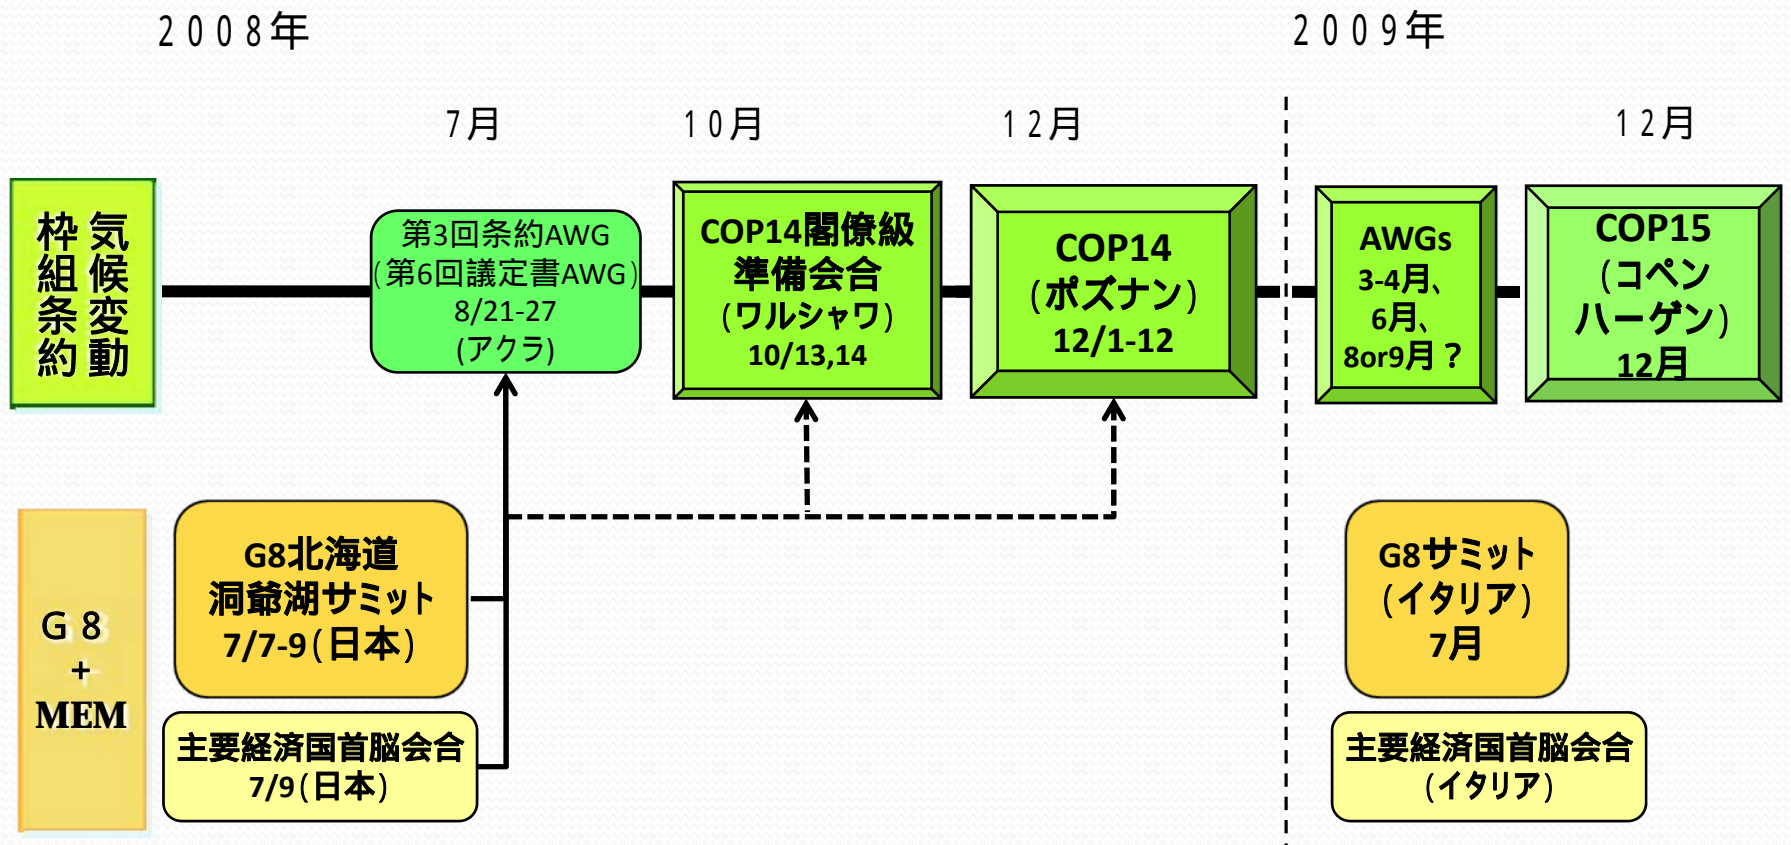 2008年
2009年
7月
10月
12月
12月
気候変動
枠組条約
第3回条約AWG
(第6回議定書AWG)
8/21-27
(アクラ)
COP14閣僚級
準備会合
(ワルシャワ)
10/13,14
COP14
(ポズナン)
12/1-12
AWGs
3-4月、
6月、
8or9月？
COP15
(コペン
ハーゲン)
12月
G8
+
MEM
G8北海道
洞爺湖サミット
7/7-9(日本)
主要経済国首脳会合
7/9(日本)
G8サミット
(イタリア)
7月
主要経済国首脳会合
(イタリア)